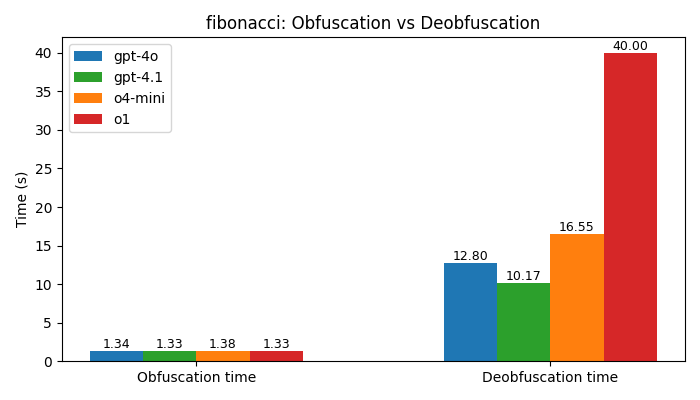 fibonacci: Obfuscation vs Deobfuscation
gpt-4o
gpt-4.1
o4-mini
o1
Time (s)
40
35
30
25
20
15
10
5
0
1.34
1.33
1.38
1.33
12.80
10.17
16.55
40.00
Obfuscation time
Deobfuscation time